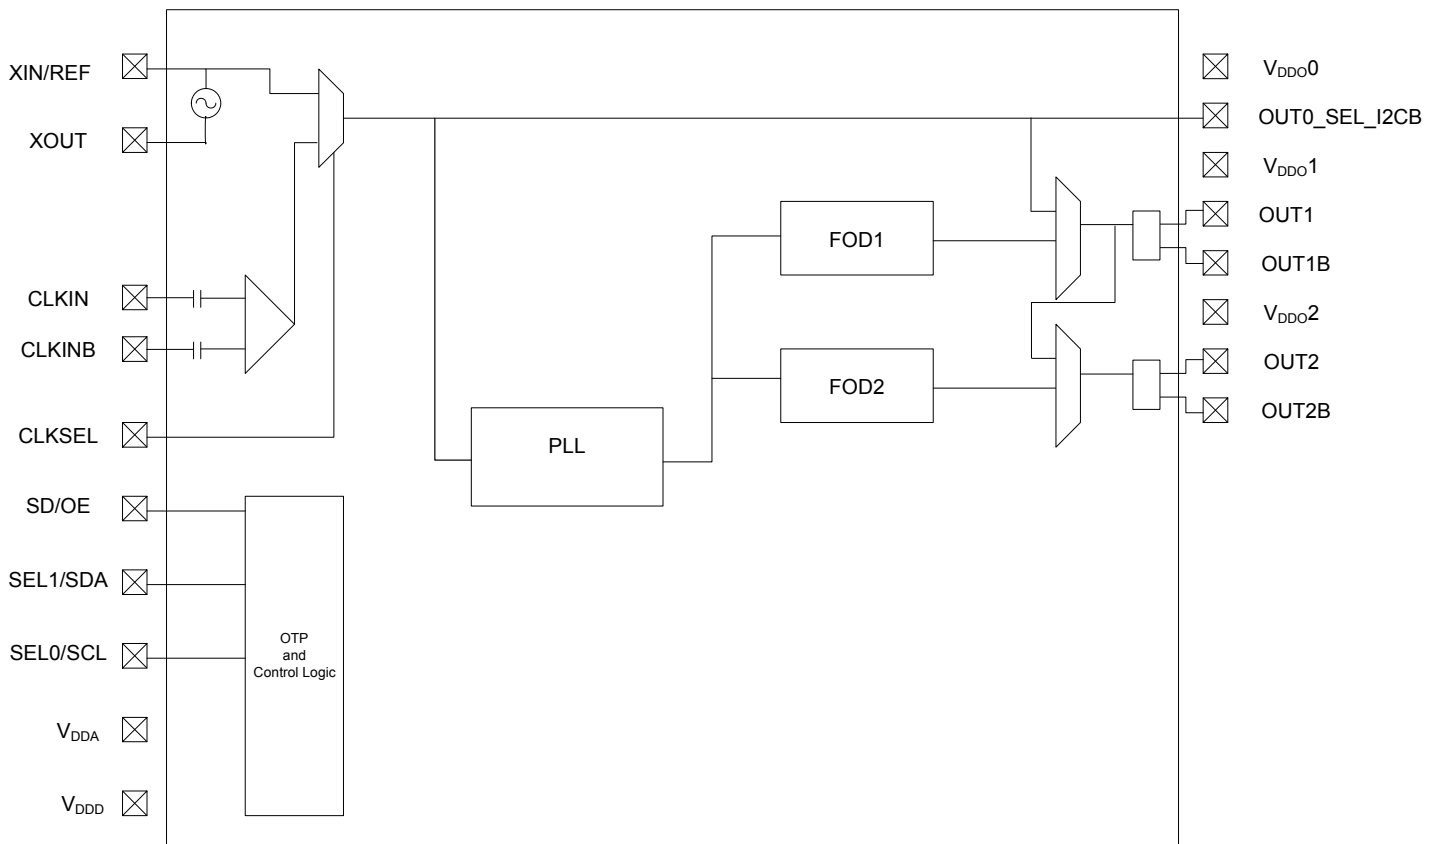 XIN/REF
XOUT
CLKIN
CLKINB
CLKSEL
SD/OE
SEL1/SDA
SEL0/SCL
VDDA
VDDD
OTP
and
Control Logic
PLL
FOD1
FOD2
VDDO0
OUT0_SEL_I2CB
VDDO1
OUT1
OUT1B
VDDO2
OUT2
OUT2B